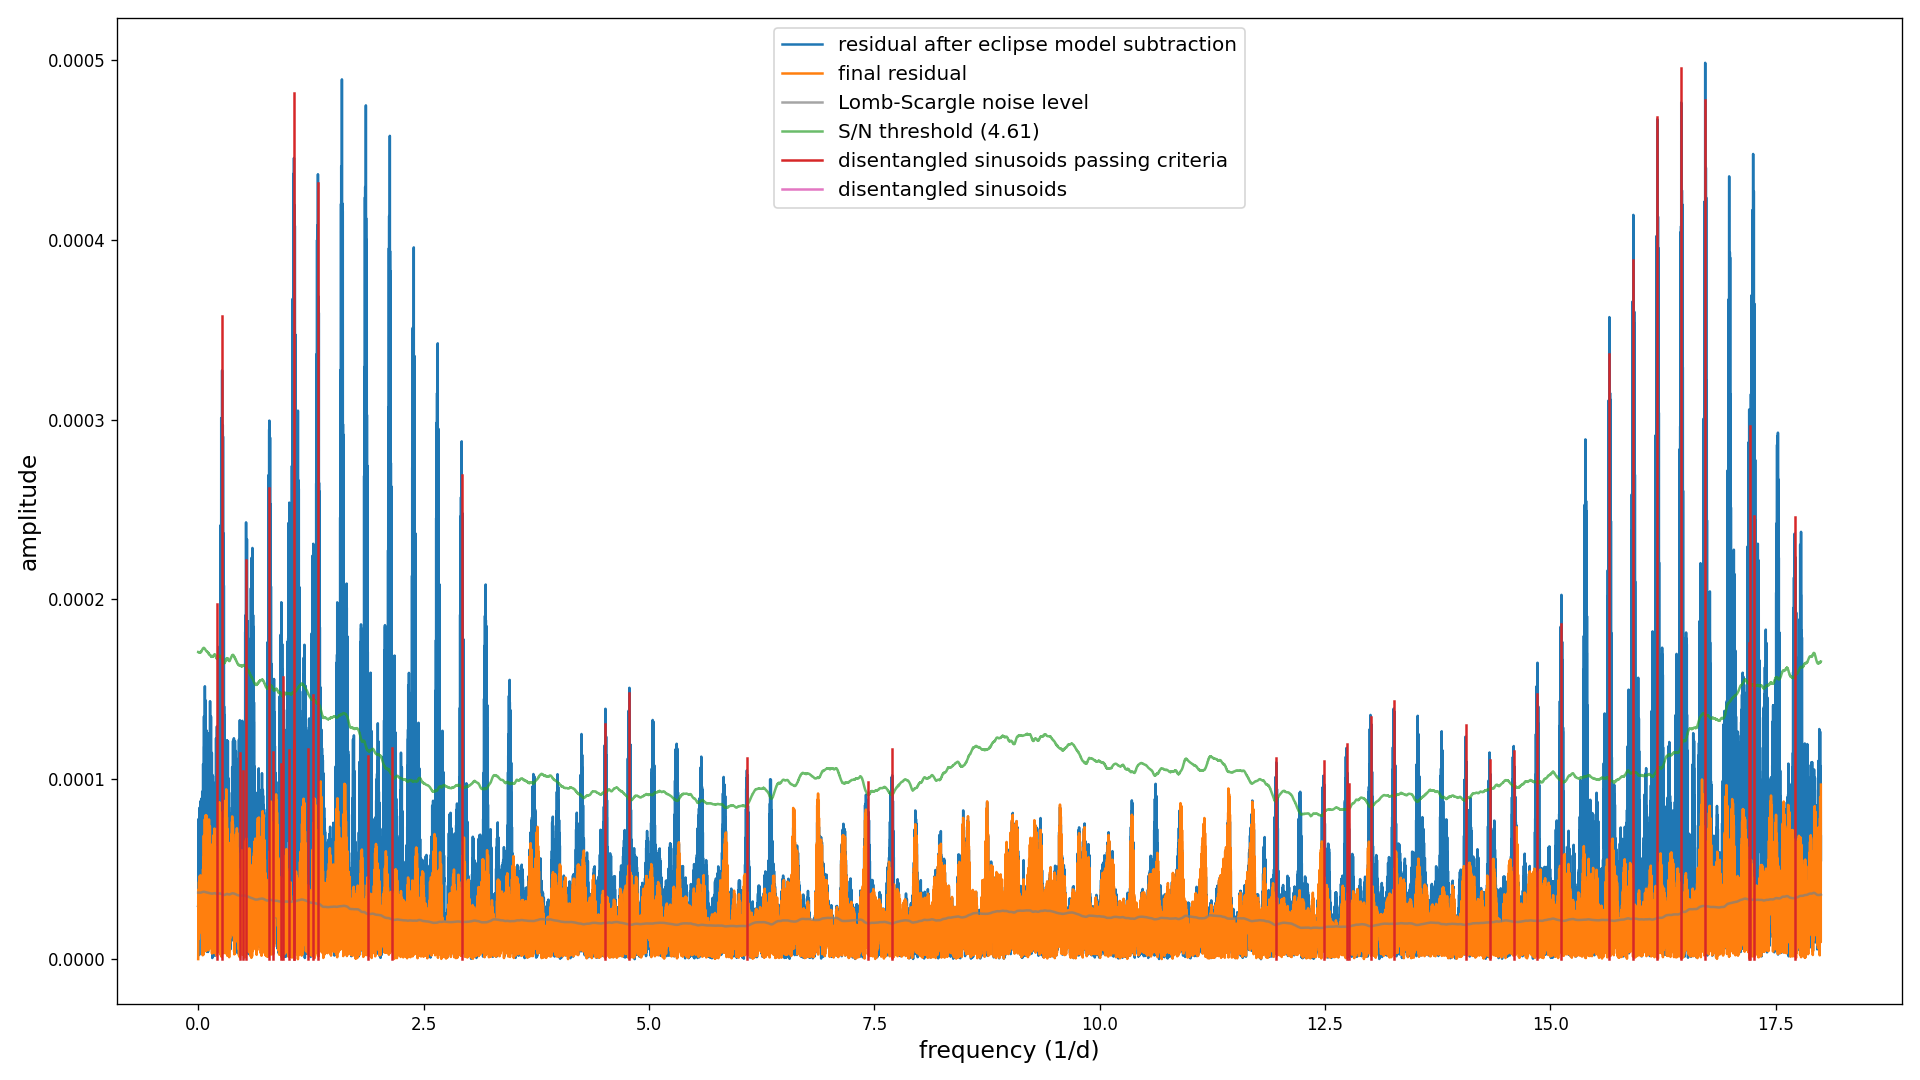 residual after eclipse model subtraction
final residual
Lomb-Scargle noise level
S/N threshold (4.61)
disentangled sinusoids passing criteria
disentangled sinusoids
0.0005
0.0004
0.0003
0.0002
0.0001
0.0000
amplitude
0.0 2.5 5.0 7.5 10.0 12.5 15.0 17.5
frequency (1/d)